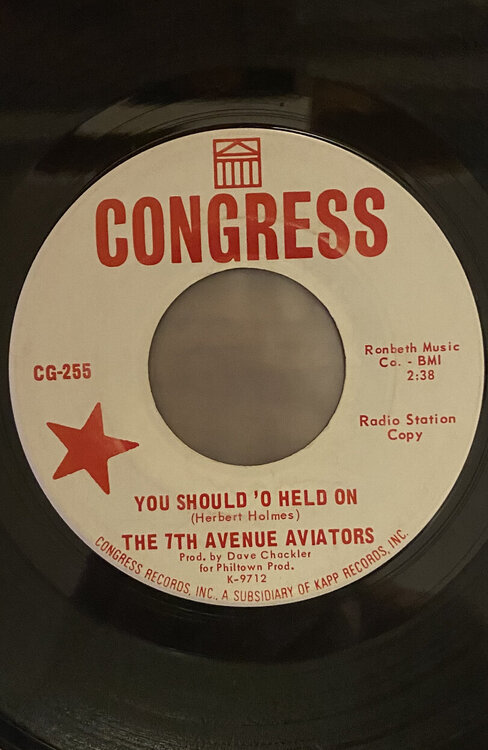 CONGRESS
CG-255
Ronbeth Music
Co. - BMI
2:38
Radio Station
Copy
YOU SHOULD 'O HELD ON
(Herbert Holmes)
THE 7TH AVENUE AVIATORS
Prod. by Dave Chackler
for Philtown Prod.
K-9712
CONGRESS RECORDS, INC., A SUBSIDIARY OF KAPP RECORDS, INC.